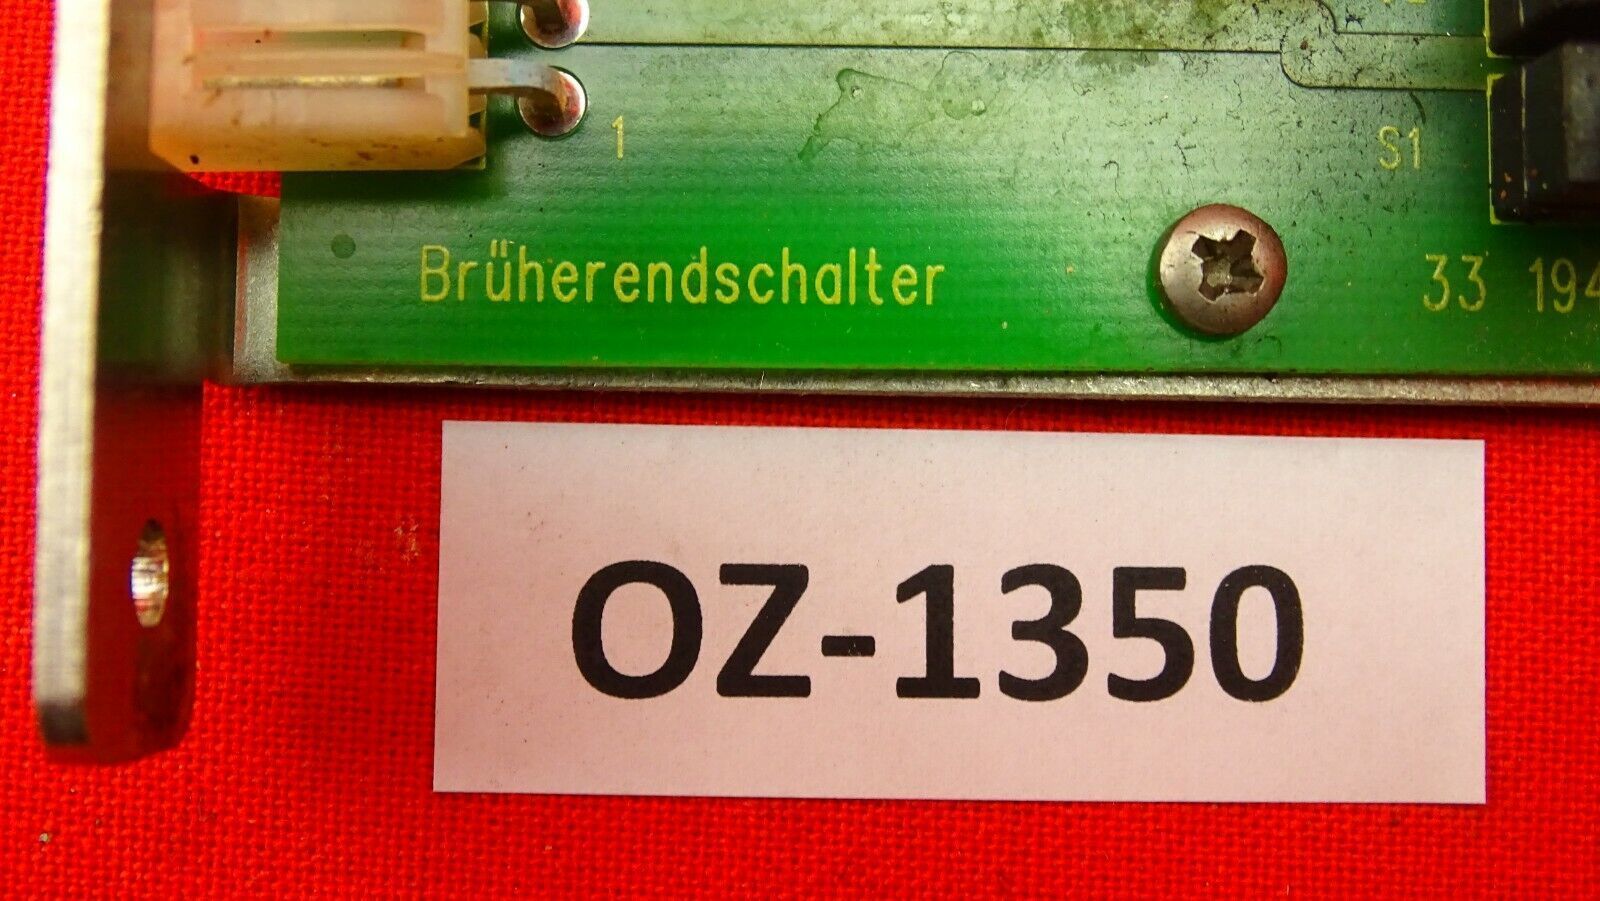 1
S1
Brüherendschalter
33 194
OZ-1350